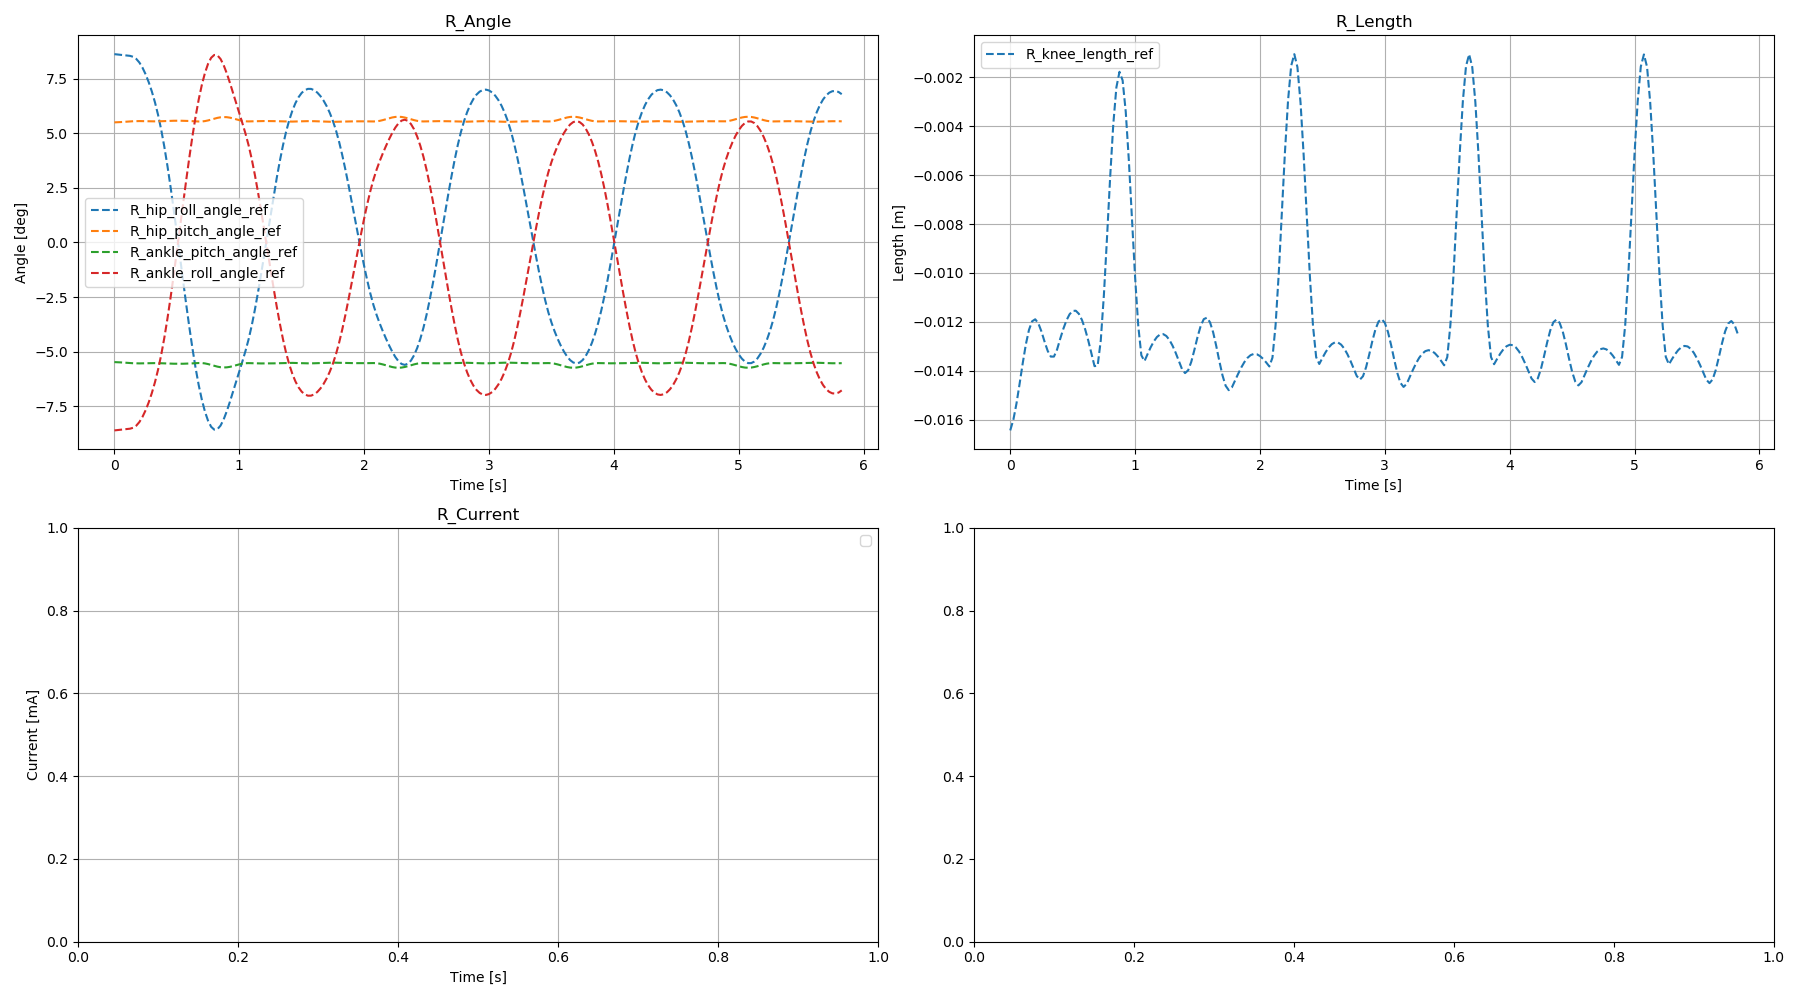 R_Angle
Angle [deg]
7.5
5.0
2.5
0.0
−2.5
−5.0
−7.5
R_hip_roll_angle_ref
R_hip_pitch_angle_ref
R_ankle_pitch_angle_ref
R_ankle_roll_angle_ref
0 1 2 3 4 5 6
Time [s]
R_Length
Length [m]
−0.002
−0.004
−0.006
−0.008
−0.010
−0.012
−0.014
−0.016
R_knee_length_ref
0 1 2 3 4 5 6
Time [s]
R_Current
Current [mA]
1.0
0.8
0.6
0.4
0.2
0.0
0.0 0.2 0.4 0.6 0.8 1.0
Time [s]
1.0
0.8
0.6
0.4
0.2
0.0
0.0 0.2 0.4 0.6 0.8 1.0